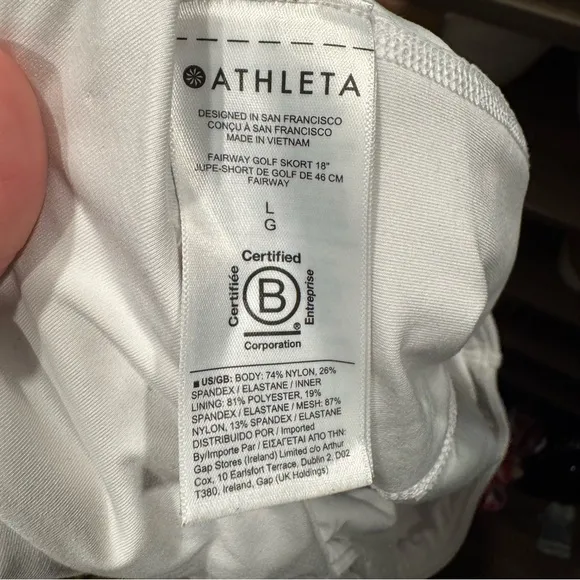 ATHLETA
DESIGNED IN SAN FRANCISCO
CONÇU À SAN FRANCISCO
MADE IN VIETNAM
FAIRWAY GOLF SKORT 18"
JUPE-SHORT DE GOLF DE 46 CM
FAIRWAY
L
G
Certified
Certifiée
B
Entreprise
Corporation
■ US/GB: BODY: 74% NYLON, 26%
SPANDEX / ELASTANE / INNER
LINING: 81% POLYESTER, 19%
SPANDEX / ELASTANE / MESH: 87%
NYLON, 13% SPANDEX / ELASTANE
DISTRIBUIDO POR / Imported
By/Importe Par / ΕΙΣΑΓΕΤΑΙ ΑΠΟ ΤΗΝ:
Gap Stores (Ireland) Limited c/o Arthur
Cox, 10 Earlsfort Terrace, Dublin 2, D02
T380, Ireland, Gap (UK Holdings)